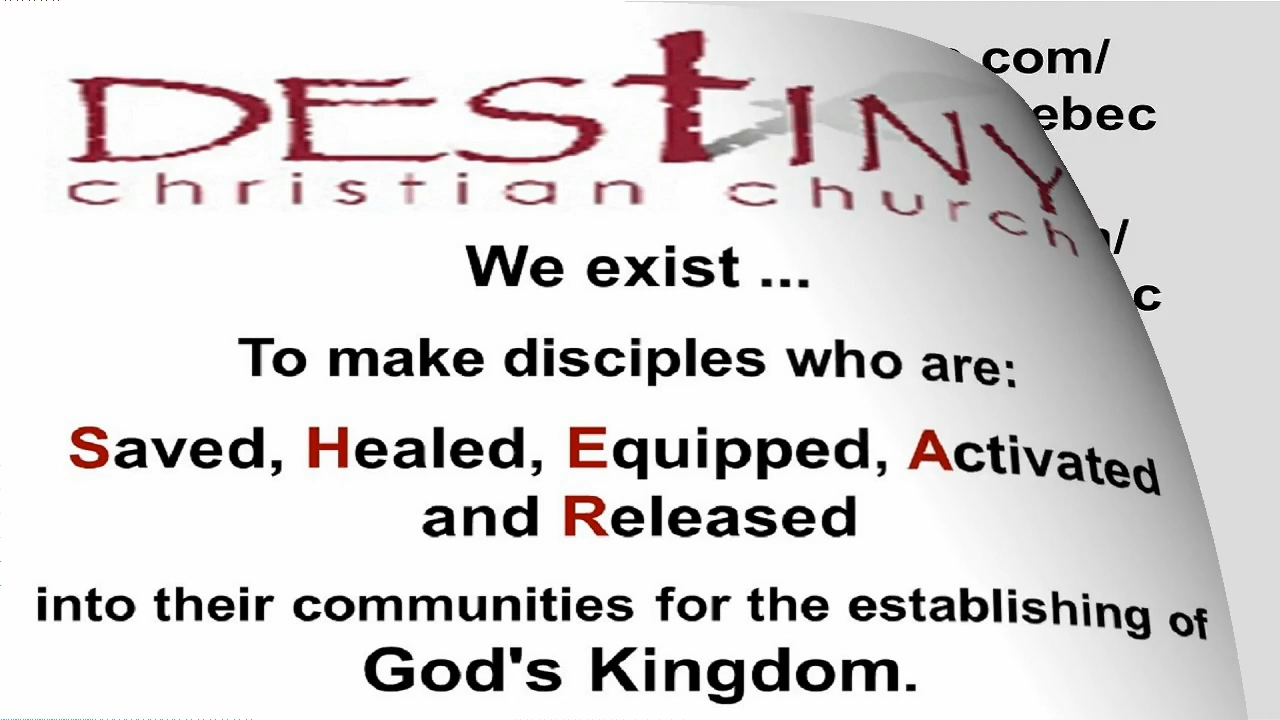 DESTINY
christian church
We exist ...
To make disciples who are:
Saved, Healed, Equipped, Activated
and Released
into their communities for the establishing of
God's Kingdom.
.com/